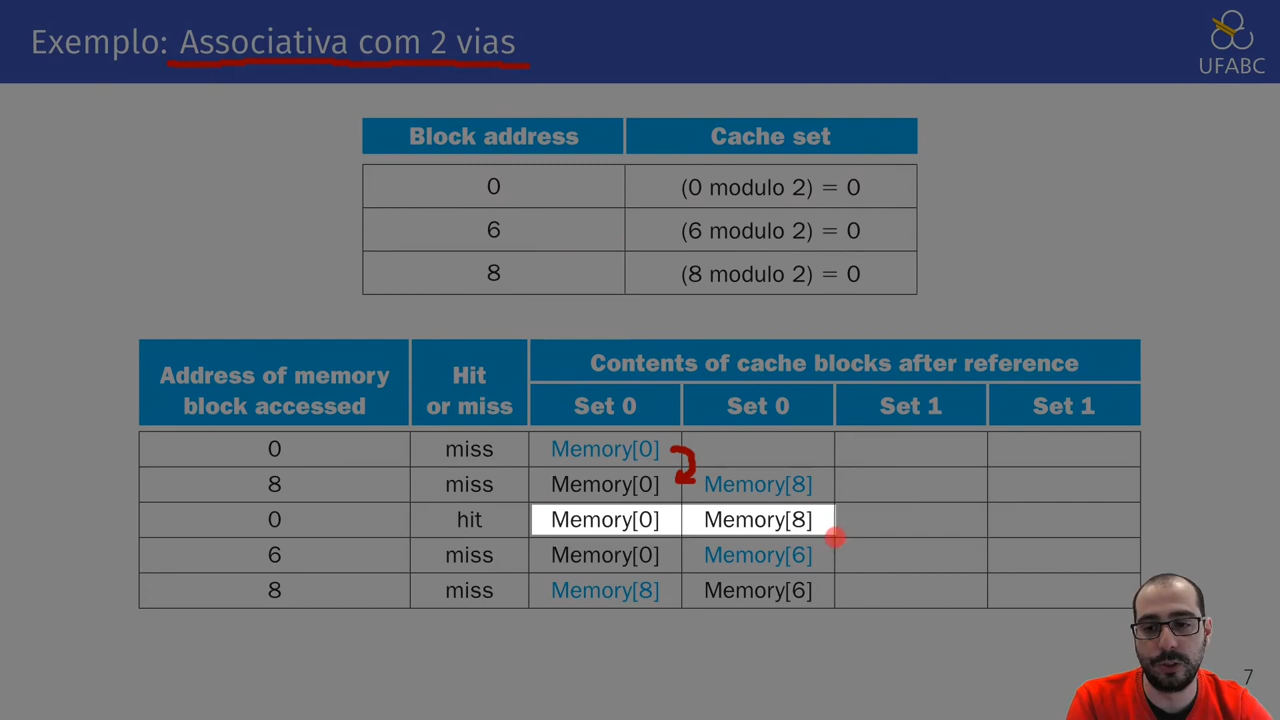 Exemplo: Associativa com 2 vias
UFABC
Block address Cache set
0 (0 modulo 2) = 0
6 (6 modulo 2) = 0
8 (8 modulo 2) = 0
Address of memory block accessed Hit or miss Contents of cache blocks after reference
Set 0 Set 0 Set 1 Set 1
0 miss Memory[0]
8 miss Memory[0] Memory[8]
0 hit Memory[0] Memory[8]
6 miss Memory[0] Memory[6]
8 miss Memory[8] Memory[6]
7